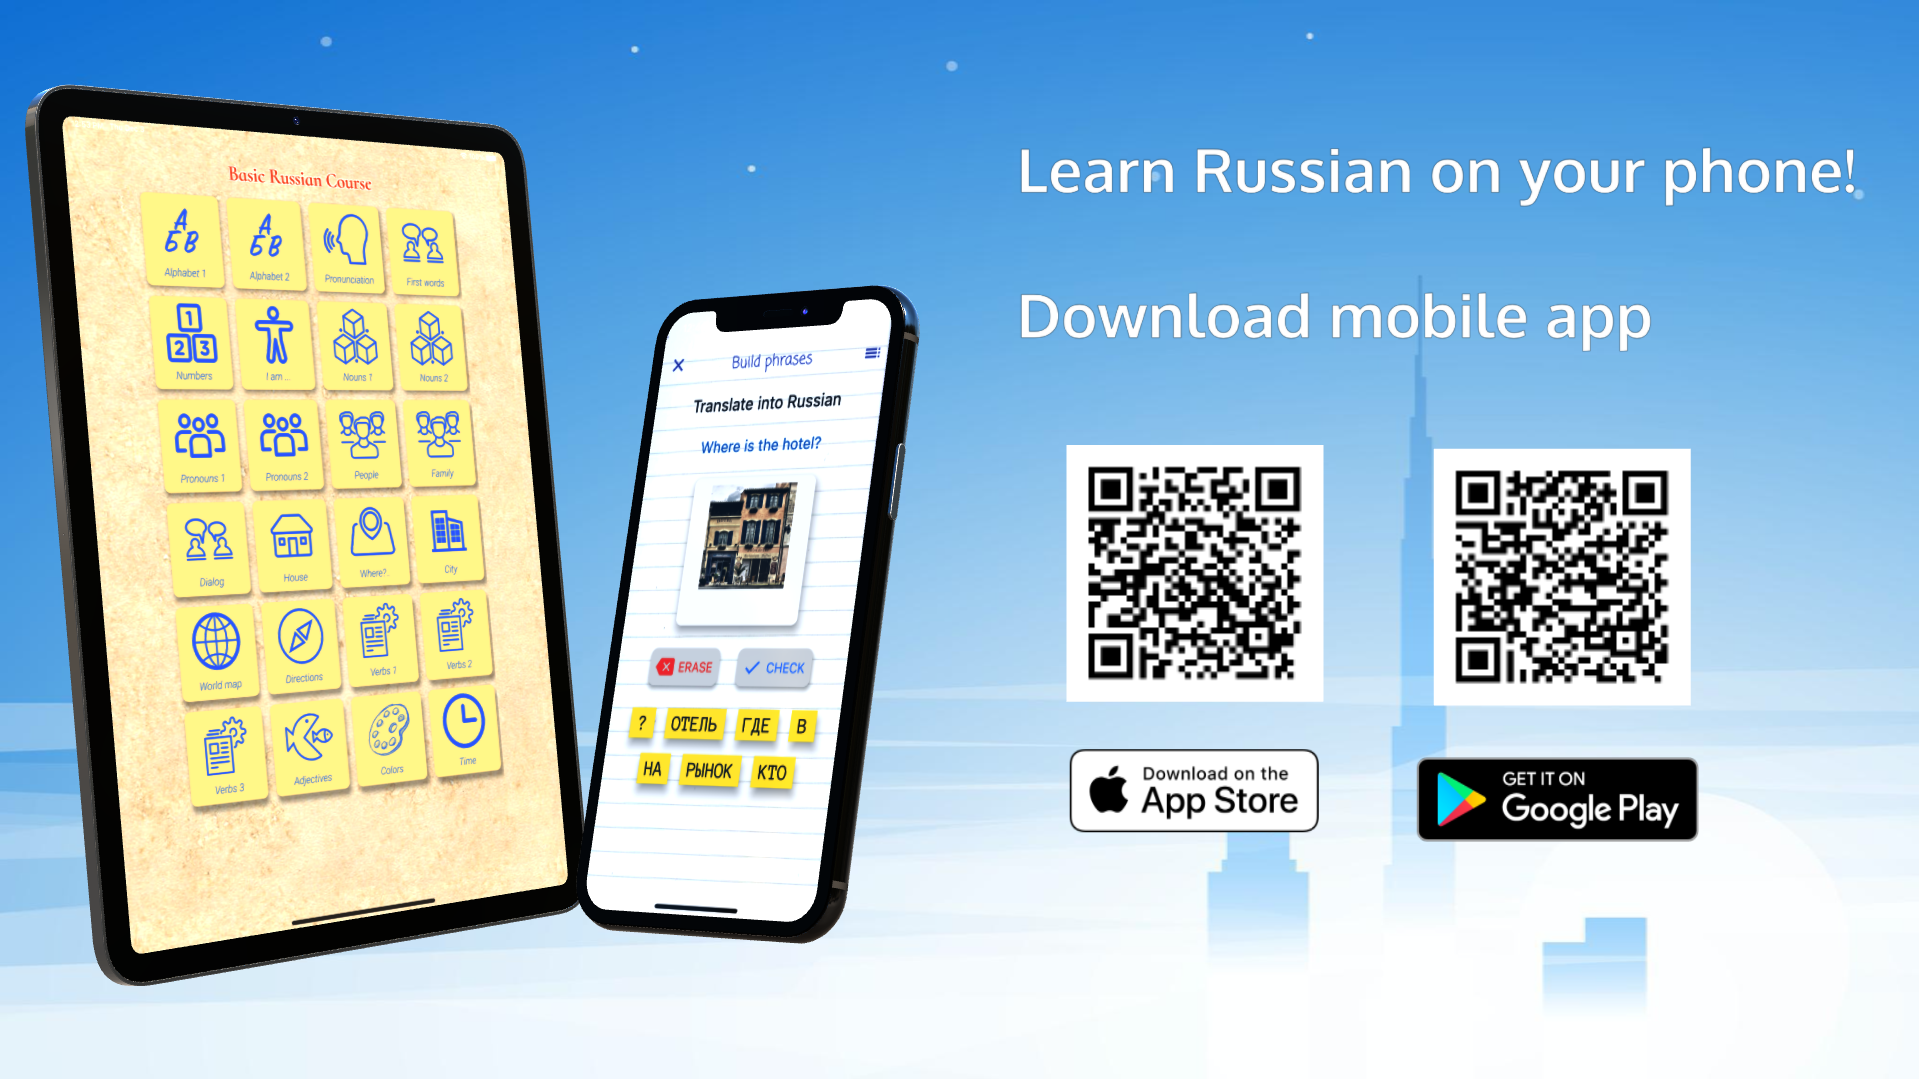 Basic Russian Course
А
Б В
Alphabet 1
А
Б В
Alphabet 2
Pronunciation
First words
1
2 3
Numbers
I am ..
Nouns 1
Nouns 2
Pronouns 1
Pronouns 2
People
Family
Dialog
House
Where?
City
World map
Directions
Verbs 1
Verbs 2
Verbs 3
Adjectives
Colors
Time
Build phrases
Translate into Russian
Where is the hotel?
ERASE
CHECK
? ОТЕЛЬ ГДЕ В
НА РЫНОК КТО
Learn Russian on your phone!
Download mobile app
Download on the
App Store
GET IT ON
Google Play